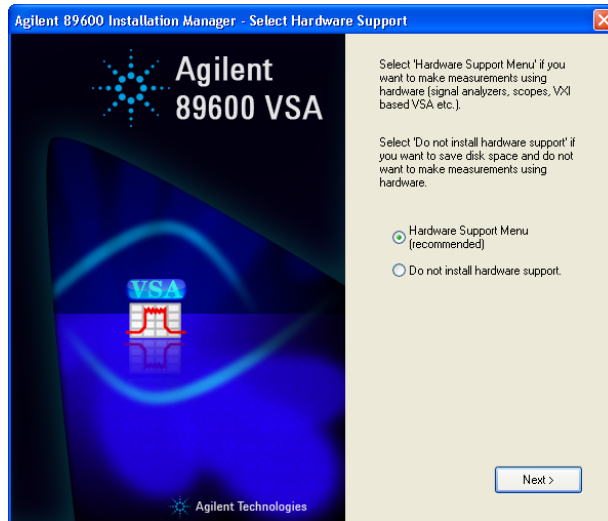 Agilent 89600 Installation Manager - Select Hardware Support
Agilent
89600 VSA
VSA
Agilent Technologies
Select 'Hardware Support Menu' if you
want to make measurements using
hardware (signal analyzers, scopes, VXI
based VSA etc.).
Select 'Do not install hardware support' if
you want to save disk space and do not
want to make measurements using
hardware.
Hardware Support Menu
(recommended)
Do not install hardware support.
Next >